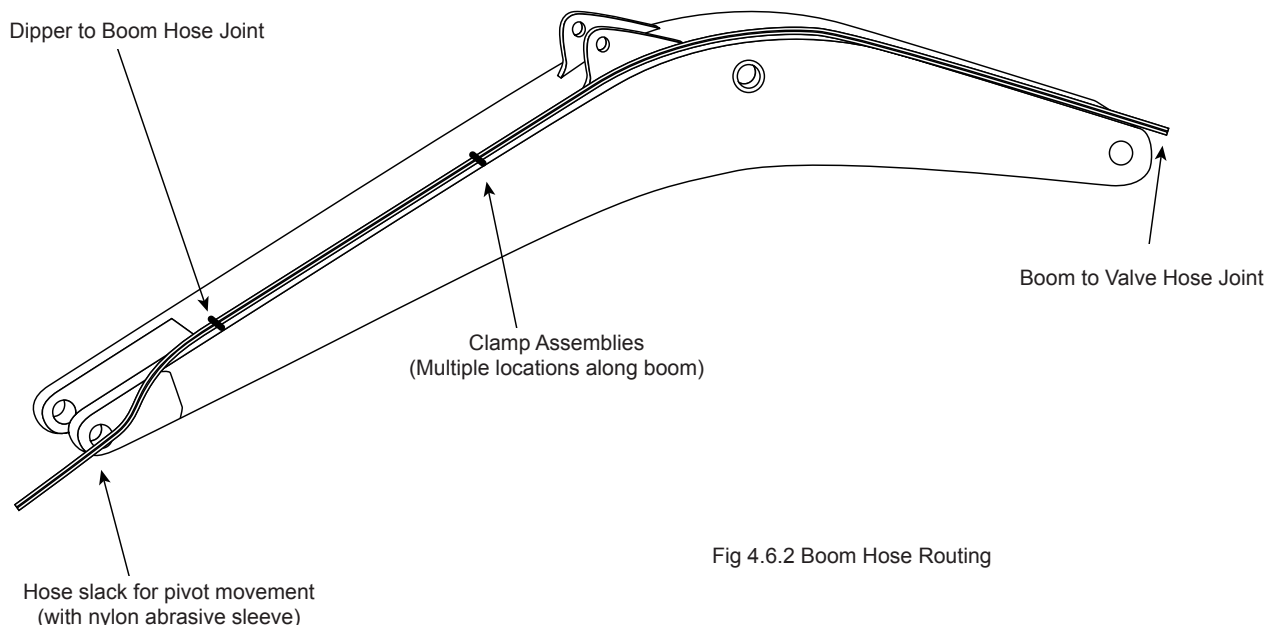 Dipper to Boom Hose Joint
Boom to Valve Hose Joint
Clamp Assemblies
(Multiple locations along boom)
Fig 4.6.2 Boom Hose Routing
Hose slack for pivot movement
(with nylon abrasive sleeve)